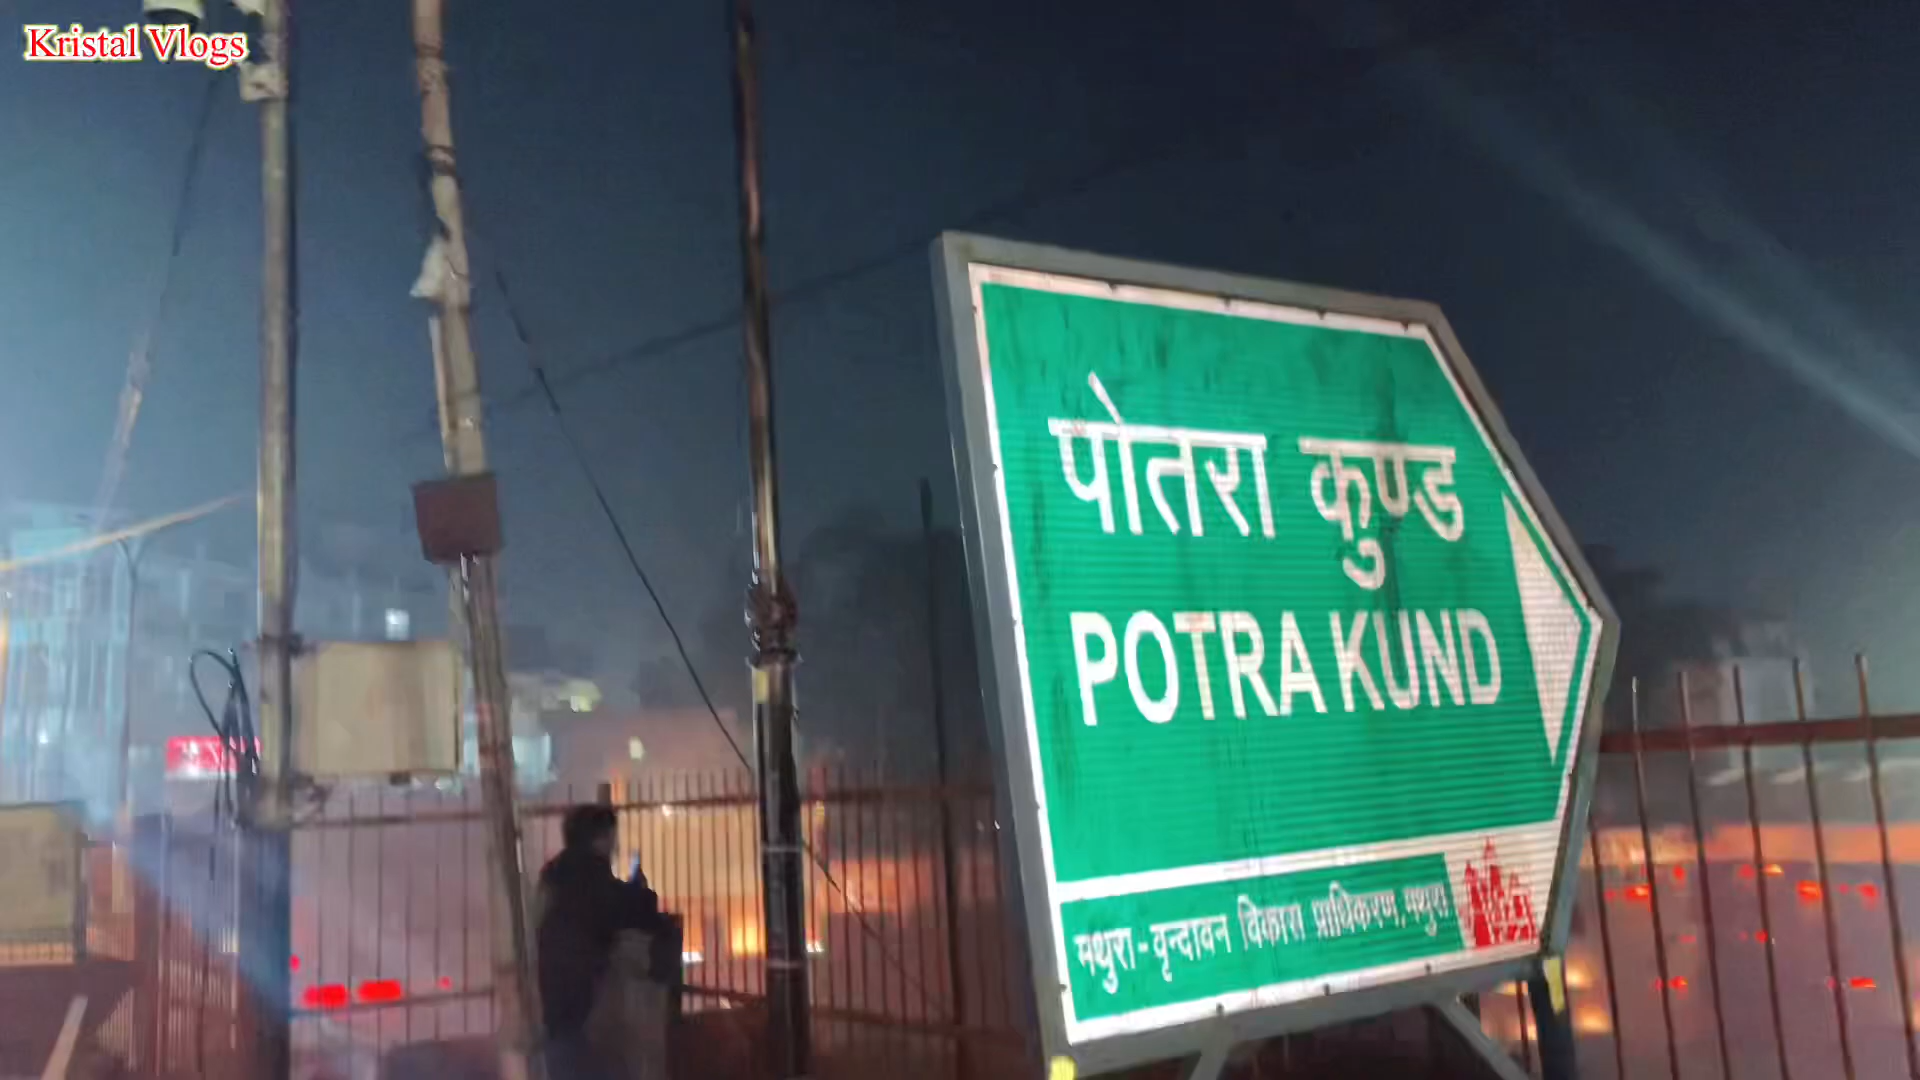 Kristal Vlogs
पोतरा कुण्ड
POTRA KUND
मथुरा-वृन्दावन विकास प्राधिकरण, मथुरा